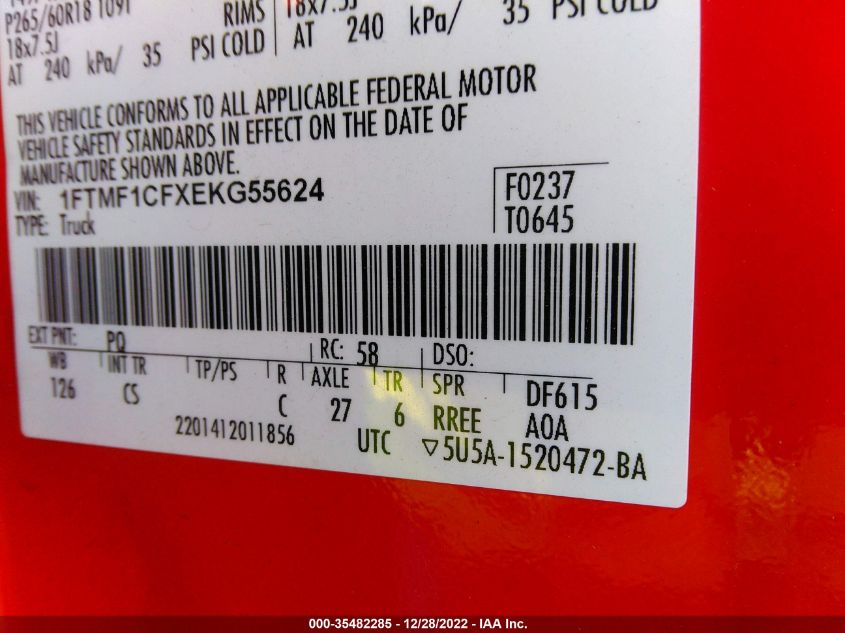 P265/60R18 109T RIMS
18x7.5J
18x7.5J PSI COLD
AT 240 kPa/ 35
AT 240 kPa/ 35 PSI COLD
THIS VEHICLE CONFORMS TO ALL APPLICABLE FEDERAL MOTOR
VEHICLE SAFETY STANDARDS IN EFFECT ON THE DATE OF
MANUFACTURE SHOWN ABOVE.
VIN: 1FTMF1CFXEKG55624
TYPE: Truck
F0237
T0645
EXT PNT: PQ RC: 58 DSO:
WB INT TR TP/PS R AXLE TR SPR DF615
126 CS C 27 6 RREE A0A
2201412011856 UTC ▽5U5A-1520472-BA
000-35482285 - 12/28/2022 - IAA Inc.